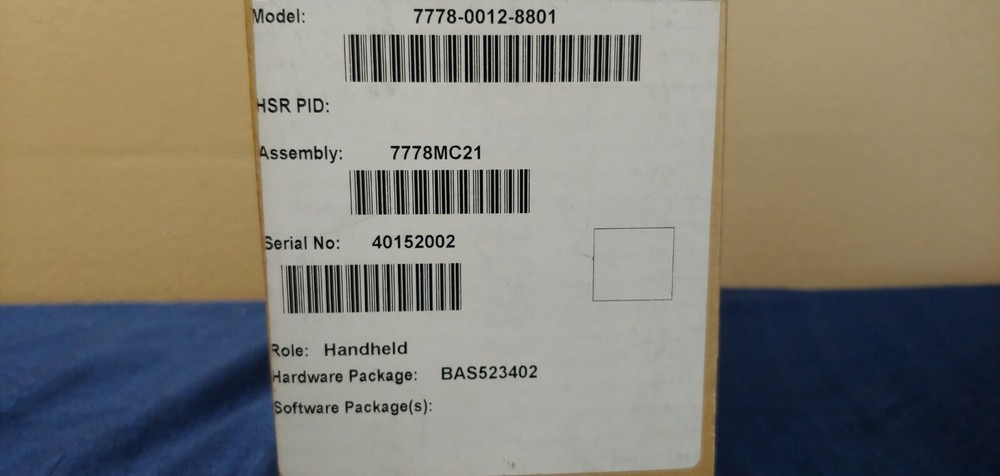 Model: 7778-0012-8801
HSR PID:
Assembly: 7778MC21
Serial No: 40152002
Role: Handheld
Hardware Package: BAS523402
Software Package(s):